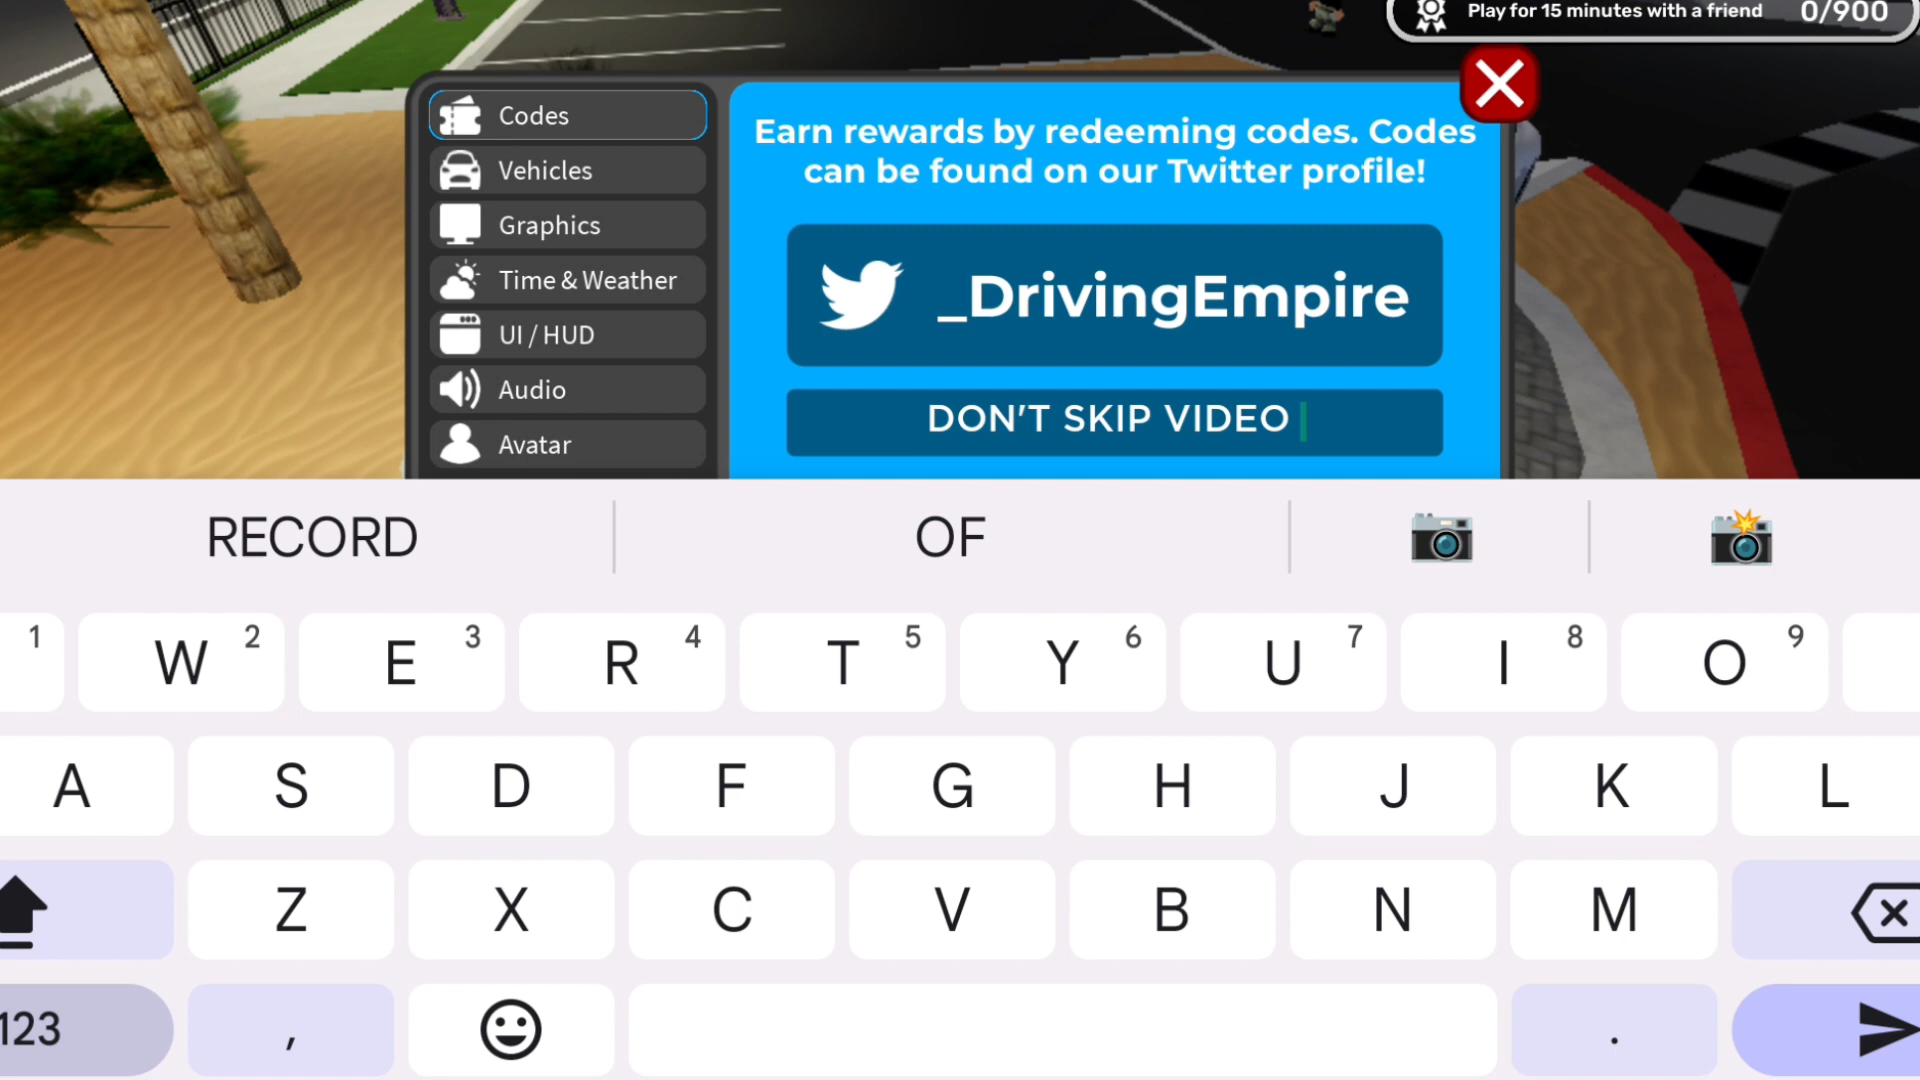 Play for 15 minutes with a friend 0/900
Codes
Vehicles
Graphics
Time & Weather
UI / HUD
Audio
Avatar
Earn rewards by redeeming codes. Codes
can be found on our Twitter profile!
_DrivingEmpire
DON'T SKIP VIDEO
RECORD OF
1 W 2 E 3 R 4 T 5 Y 6 U 7 I 8 O 9
A S D F G H J K L
Z X C V B N M
123 , .